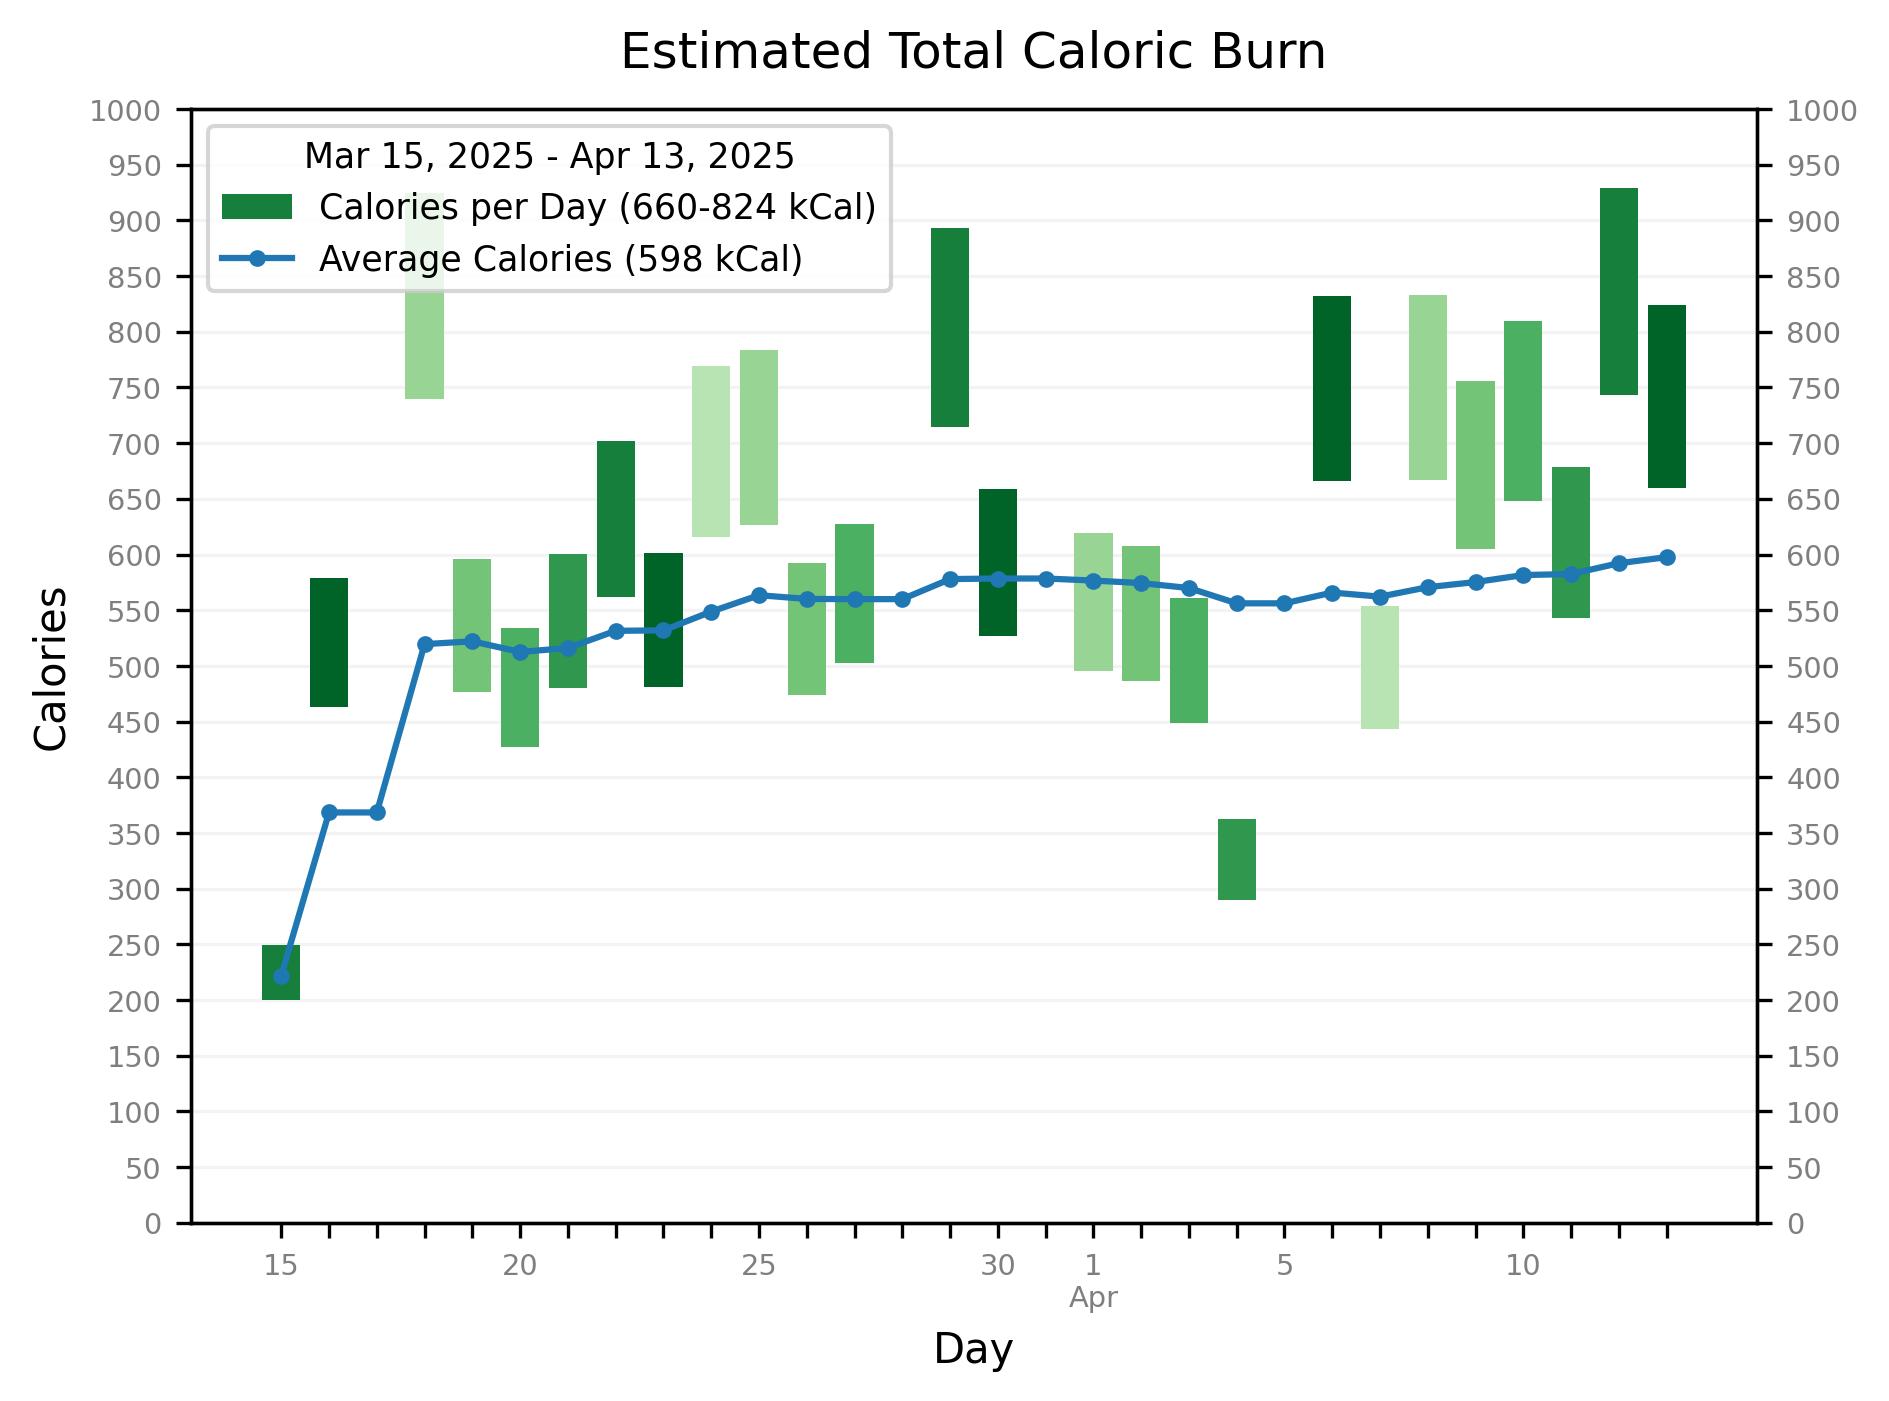 Estimated Total Caloric Burn
Mar 15, 2025 - Apr 13, 2025
Calories per Day (660-824 kCal)
Average Calories (598 kCal)
1000 1000
950 950
900 900
850 850
800 800
750 750
700 700
650 650
600 600
550 550
500 500
450 450
400 400
350 350
300 300
250 250
200 200
150 150
100 100
50 50
0 0
Calories
15 20 25 30 1 5 10
Apr
Day